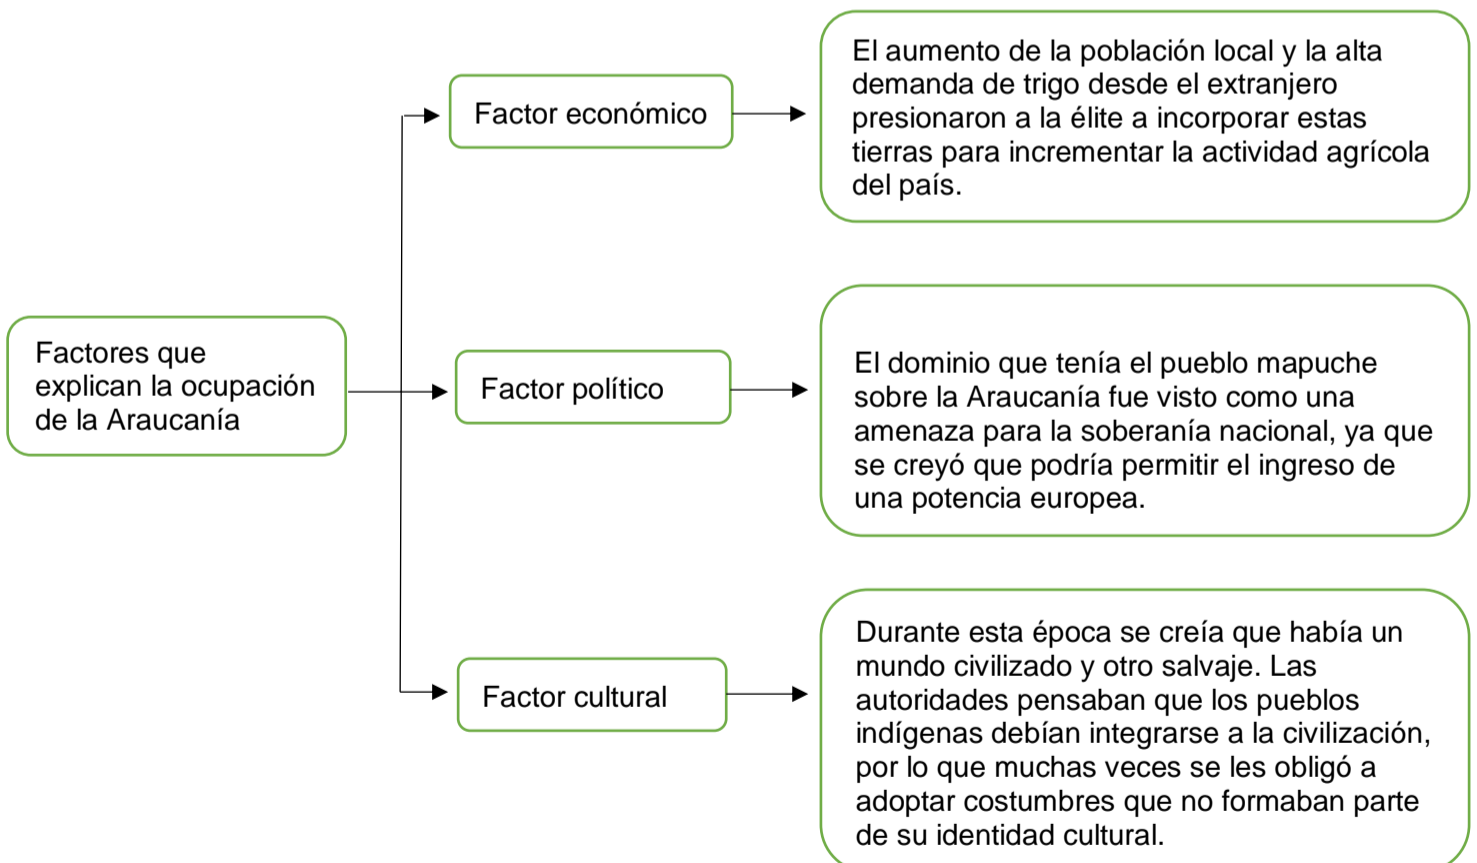 Factores que
explican la ocupación
de la Araucanía
Factor económico
El aumento de la población local y la alta
demanda de trigo desde el extranjero
presionaron a la élite a incorporar estas
tierras para incrementar la actividad agrícola
del país.
Factor político
El dominio que tenía el pueblo mapuche
sobre la Araucanía fue visto como una
amenaza para la soberanía nacional, ya que
se creyó que podría permitir el ingreso de
una potencia europea.
Factor cultural
Durante esta época se creía que había un
mundo civilizado y otro salvaje. Las
autoridades pensaban que los pueblos
indígenas debían integrarse a la civilización,
por lo que muchas veces se les obligó a
adoptar costumbres que no formaban parte
de su identidad cultural.